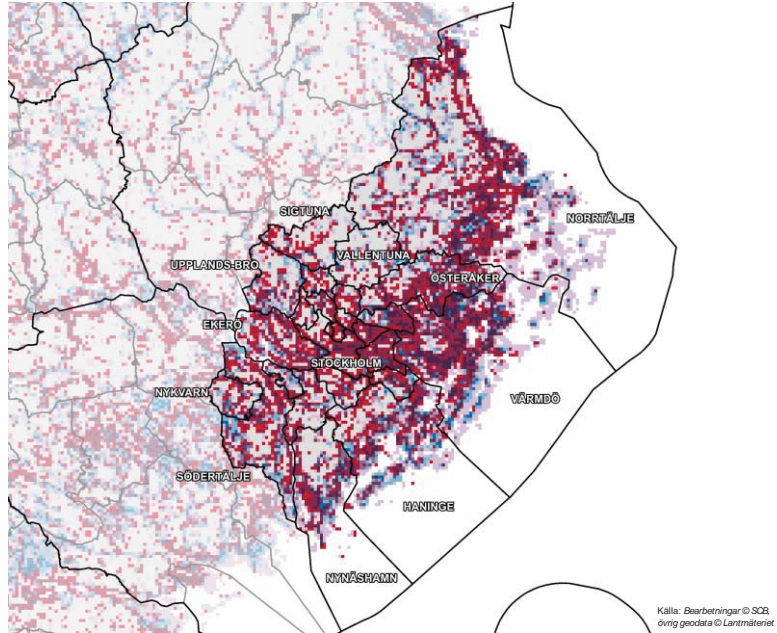 NORRTÄLJE
SIGTUNA
VALLENTUNA
UPPLANDS-BRO
ÖSTERÅKER
EKERÖ
STOCKHOLM
NYKVARN
VÄRMDÖ
SÖDERTÄLJE
HANINGE
NYNÄSHAMN
Källa: Bearbetningar © SCB,
övrig geodata © Lantmäteriet